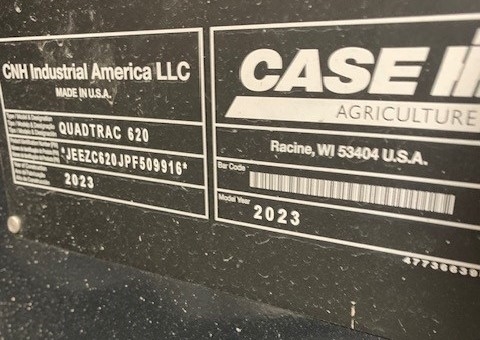 CNH Industrial America LLC
MADE IN U.S.A.
QUADTRAC 620
*JEEZC620JPF509916*
2023
CASE
AGRICULTURE
Racine, WI 53404 U.S.A.
Bar Code
Model Year
2023